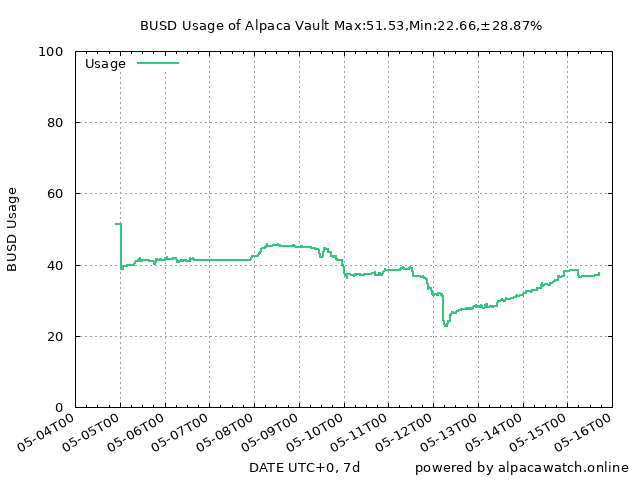 BUSD Usage of Alpaca Vault Max:51.53,Min:22.66,±28.87%
Usage
100
80
60
40
20
0
BUSD Usage
05-04T00
05-05T00
05-06T00
05-07T00
05-08T00
05-09T00
05-10T00
05-11T00
05-12T00
05-13T00
05-14T00
05-15T00
05-16T00
DATE UTC+0, 7d
powered by alpacawatch.online